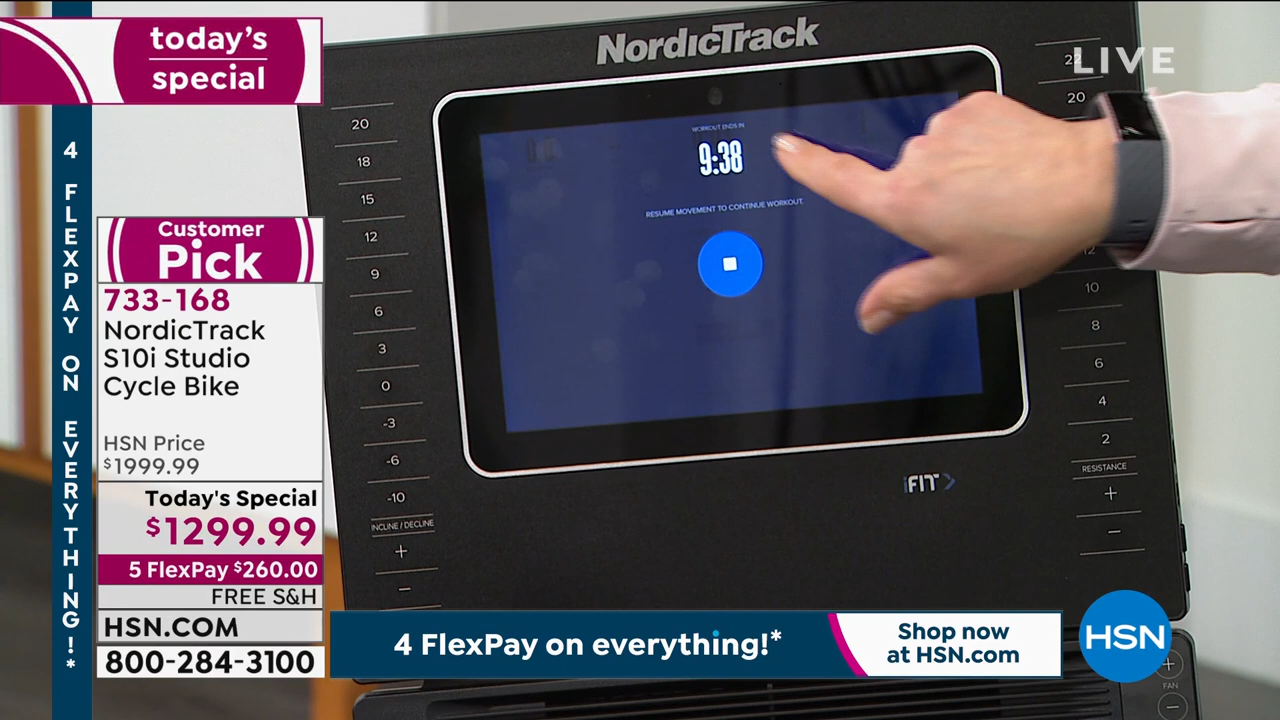 today's
special
4 FLEXPAY ON EVERYTHING!*
Customer
Pick
733-168
NordicTrack
S10i Studio
Cycle Bike
HSN Price
$1999.99
Today's Special
$1299.99
5 FlexPay $260.00
FREE S&H
HSN.COM
800-284-3100
NordicTrack
LIVE
20
18
15
12
9
6
3
0
-3
-6
-10
INCLINE / DECLINE
+
−
WORKOUT ENDS IN
9:38
RESUME MOVEMENT TO CONTINUE WORKOUT.
iFIT
22
20
12
10
8
6
4
2
RESISTANCE
+
−
4 FlexPay on everything!*
Shop now
at HSN.com
HSN
+
FAN
−